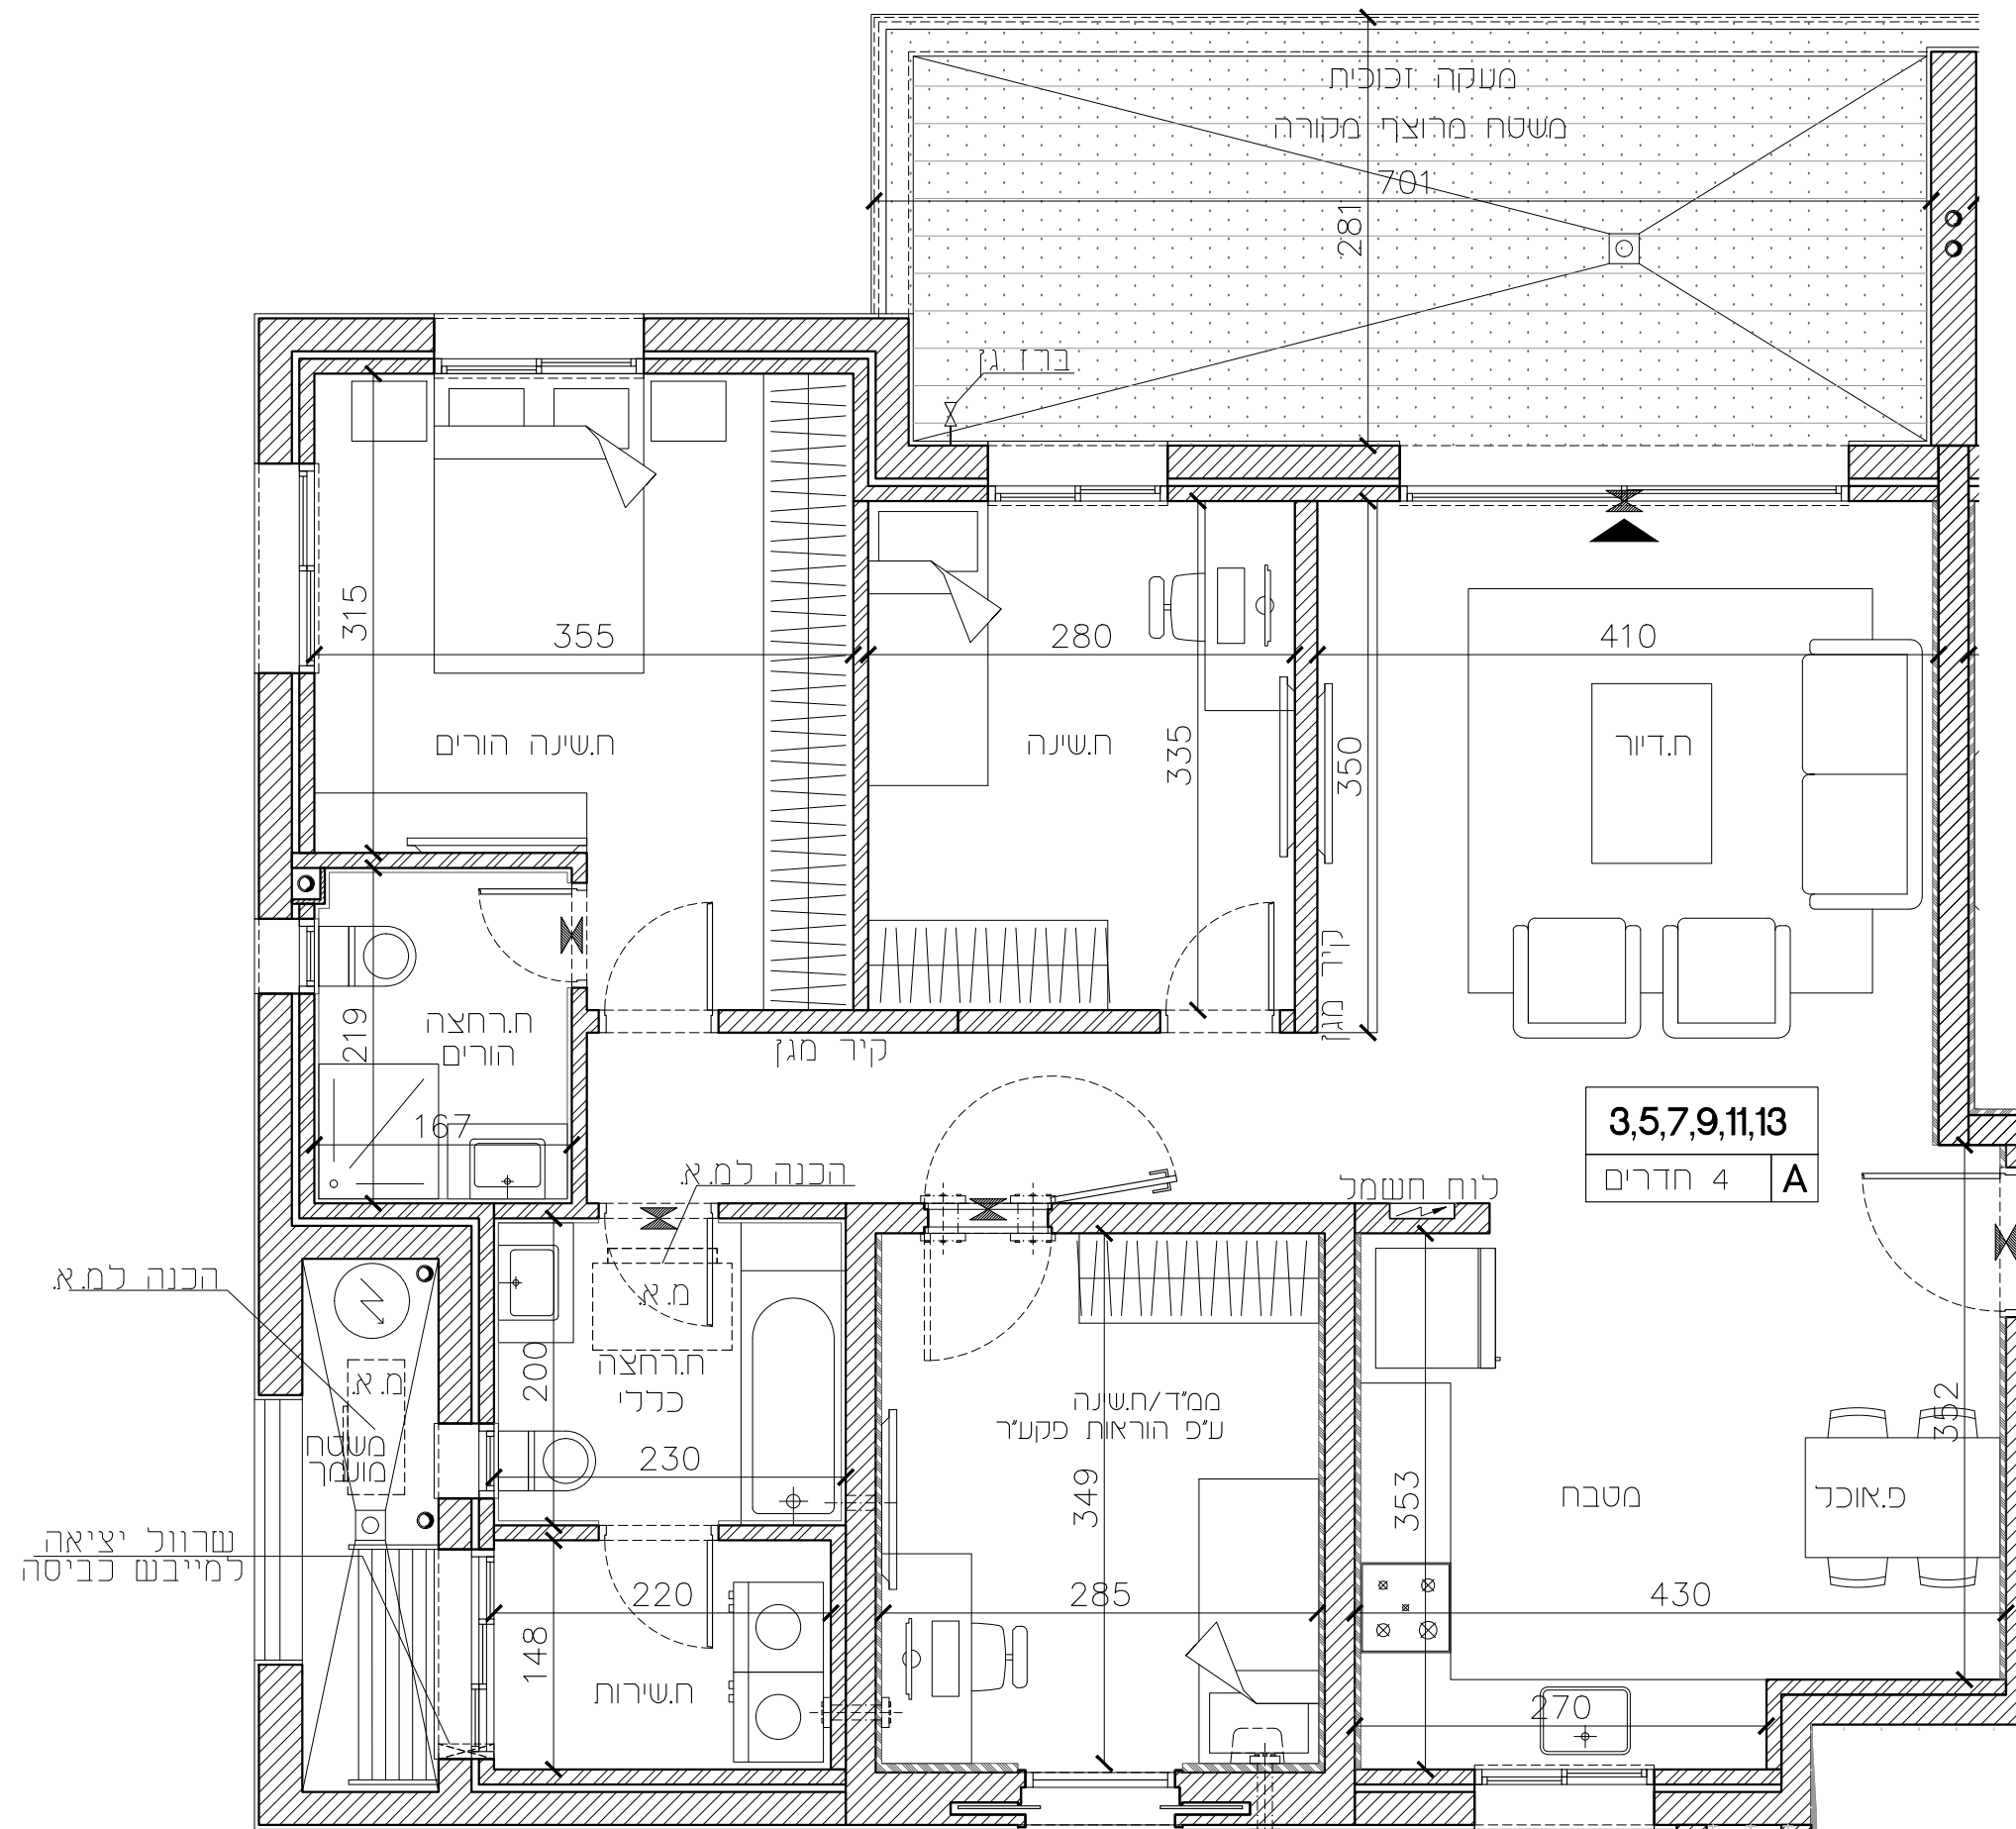 מעקה זכוכית
משטח מרוצף מקורה
701
281
ברז גן
315
355
280
410
ח.שינה הורים
ח.שינה
335
350
ח.דיור
קיר מגן
219
ח.רחצה
הורים
קיר מגן
167
3,5,7,9,11,13
4 חדרים
A
הכנה למ.א.
לוח חשמל
הכנה למ.א.
מ.א.
מ.א.
200
ח.רחצה
כללי
ממ"ד/ח.שינה
ע"פ הוראות פקע"ר
352
משטח
מונמך
230
349
353
מטבח
פ.אוכל
שרוול יציאה
למייבש כביסה
220
285
430
148
ח.שירות
270